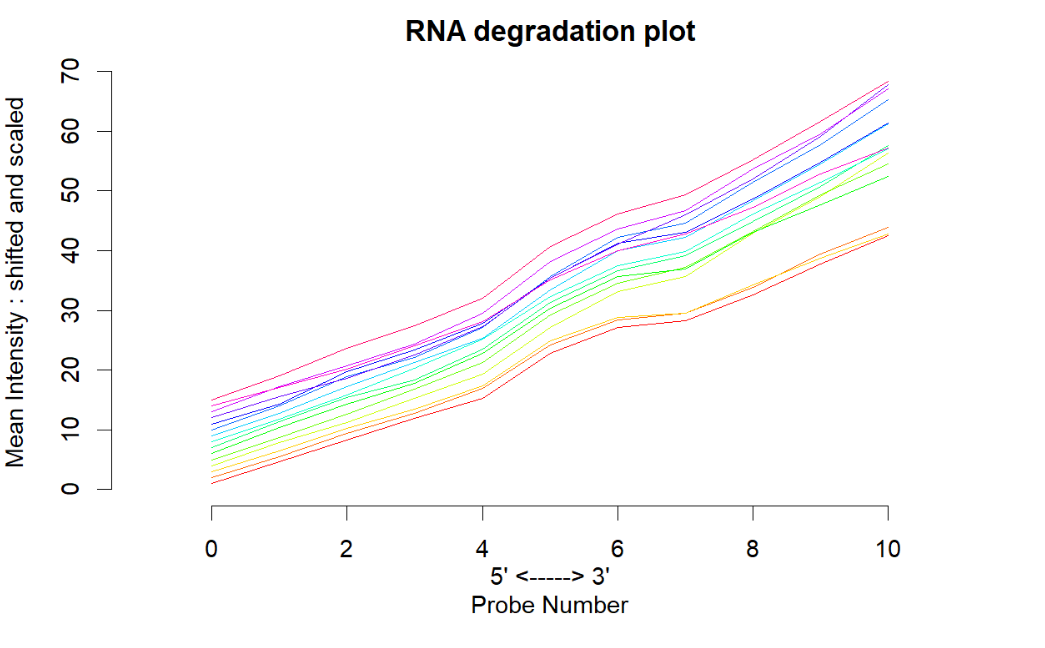 RNA degradation plot
Mean Intensity : shifted and scaled
70
60
50
40
30
20
10
0
0 2 4 6 8 10
5' <-----> 3'
Probe Number